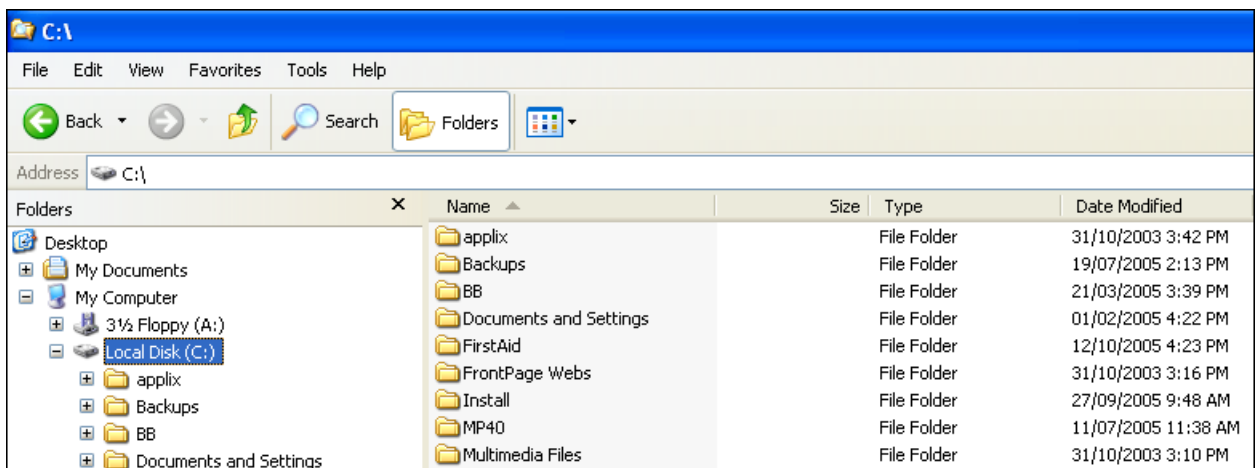 C:\
File Edit View Favorites Tools Help
Back Search Folders
Address C:\
Folders Name Size Type Date Modified
Desktop
My Documents
My Computer
3½ Floppy (A:)
Local Disk (C:)
applix
Backups
BB
Documents and Settings
applix File Folder 31/10/2003 3:42 PM
Backups File Folder 19/07/2005 2:13 PM
BB File Folder 21/03/2005 3:39 PM
Documents and Settings File Folder 01/02/2005 4:22 PM
FirstAid File Folder 12/10/2005 4:23 PM
FrontPage Webs File Folder 31/10/2003 3:16 PM
Install File Folder 27/09/2005 9:48 AM
MP40 File Folder 11/07/2005 11:38 AM
Multimedia Files File Folder 31/10/2003 3:10 PM